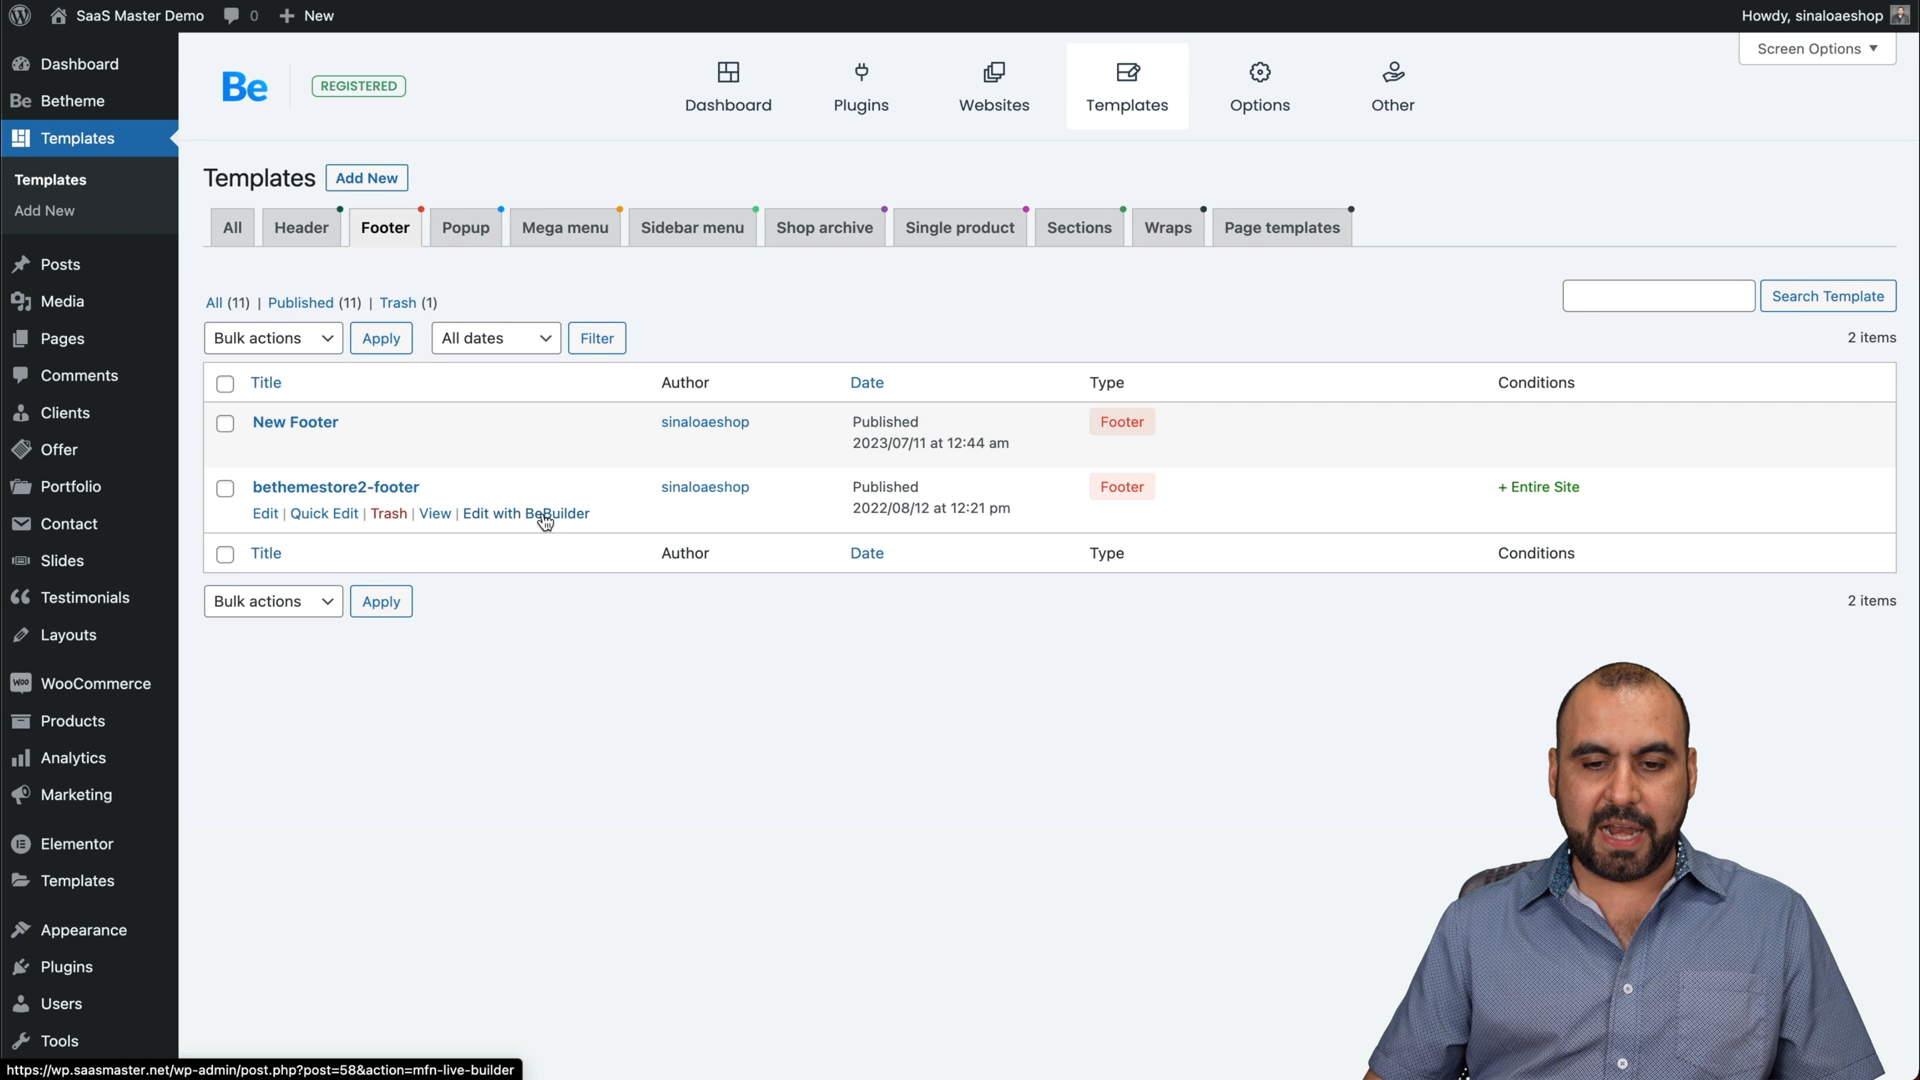 SaaS Master Demo 0 New Howdy, sinaloaeshop
Screen Options
Dashboard
Betheme
Templates
Templates
Add New
Posts
Media
Pages
Comments
Clients
Offer
Portfolio
Contact
Slides
Testimonials
Layouts
WooCommerce
Products
Analytics
Marketing
Elementor
Templates
Appearance
Plugins
Users
Tools
Be REGISTERED
Dashboard Plugins Websites Templates Options Other
Templates Add New
All Header Footer Popup Mega menu Sidebar menu Shop archive Single product Sections Wraps Page templates
All (11) | Published (11) | Trash (1)
Search Template
Bulk actions Apply All dates Filter 2 items
Title Author Date Type Conditions
New Footer sinaloaeshop Published Footer
2023/07/11 at 12:44 am
bethemestore2-footer sinaloaeshop Published Footer + Entire Site
Edit | Quick Edit | Trash | View | Edit with BeBuilder 2022/08/12 at 12:21 pm
Title Author Date Type Conditions
Bulk actions Apply 2 items
https://wp.saasmaster.net/wp-admin/post.php?post=58&action=mfn-live-builder